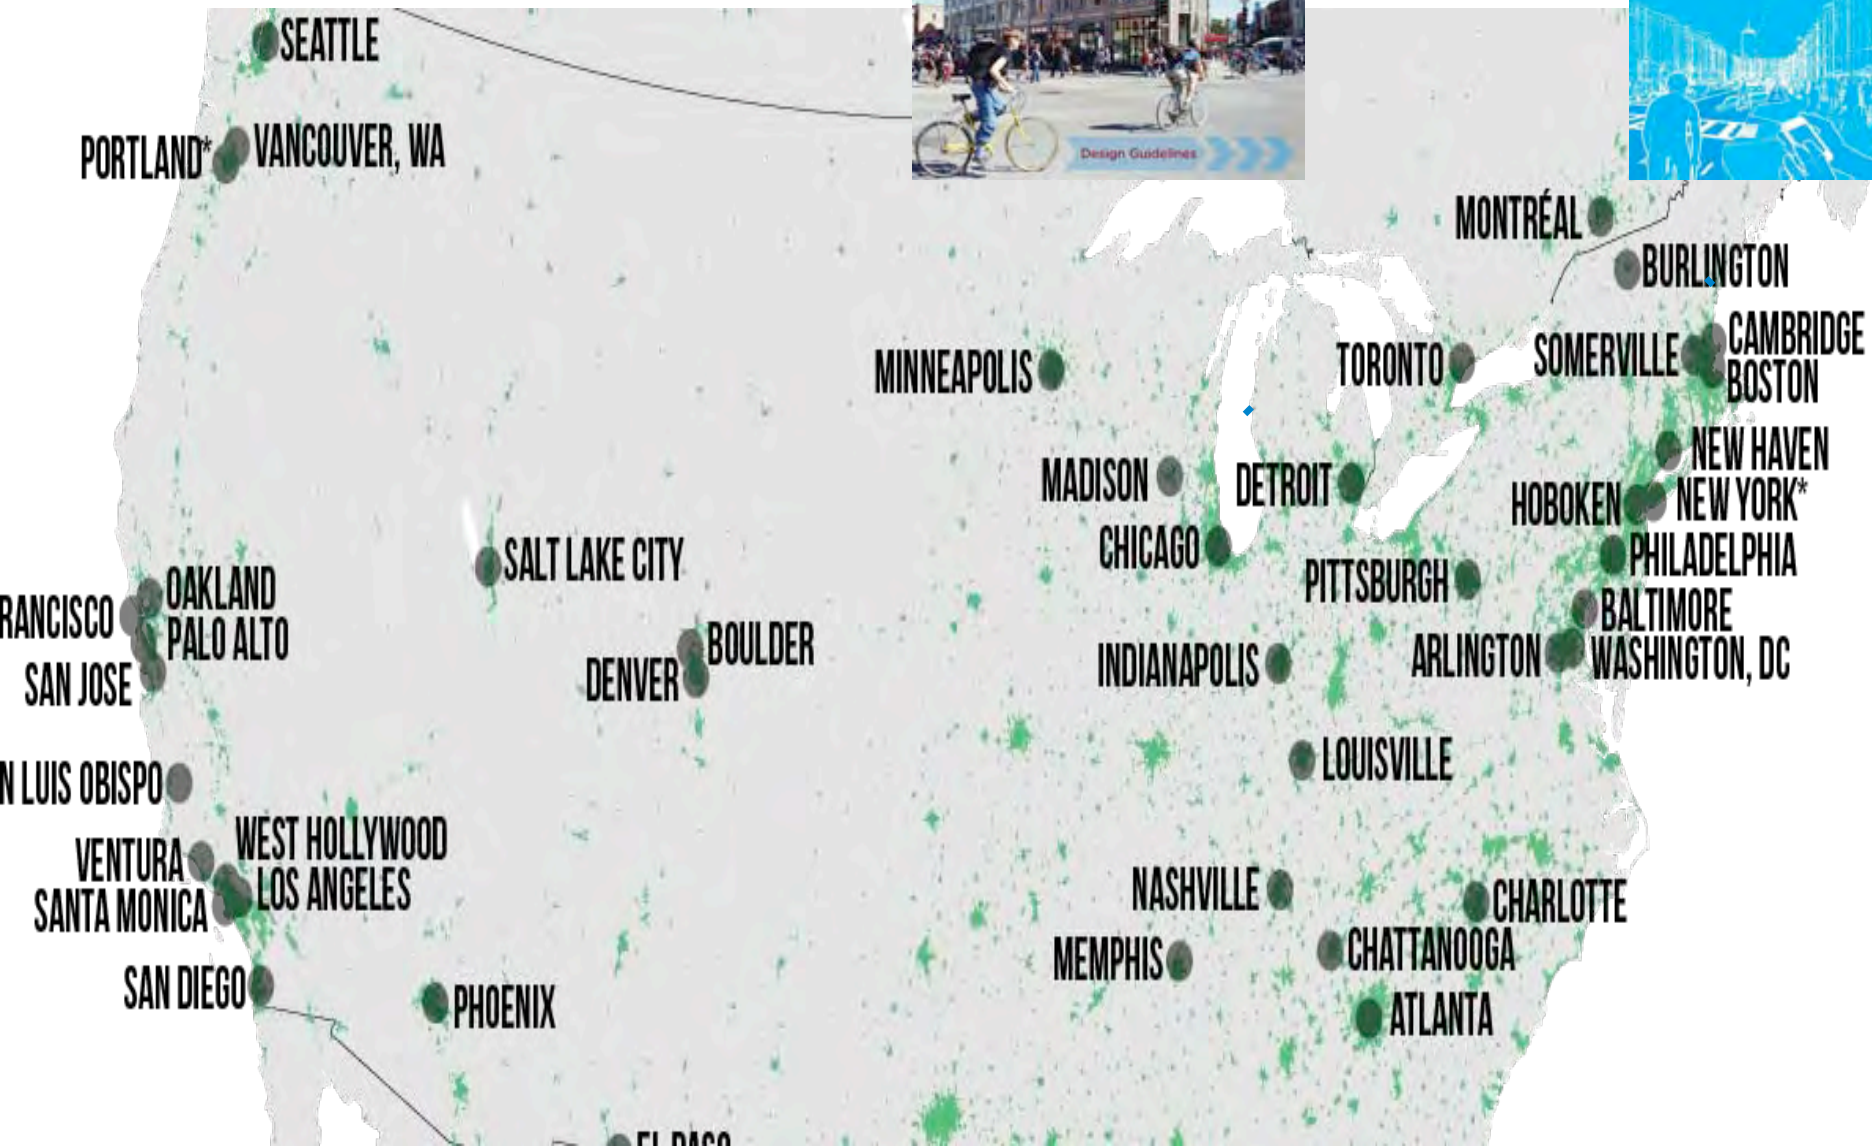 SEATTLE
PORTLAND*
VANCOUVER, WA
Design Guidelines
MONTRÉAL
BURLINGTON
MINNEAPOLIS
TORONTO
SOMERVILLE
CAMBRIDGE
BOSTON
MADISON
DETROIT
NEW HAVEN
HOBOKEN
NEW YORK*
CHICAGO
PHILADELPHIA
SALT LAKE CITY
PITTSBURGH
OAKLAND
RANCISCO
PALO ALTO
BALTIMORE
BOULDER
ARLINGTON
WASHINGTON, DC
SAN JOSE
DENVER
INDIANAPOLIS
LOUISVILLE
N LUIS OBISPO
WEST HOLLYWOOD
VENTURA
LOS ANGELES
SANTA MONICA
NASHVILLE
CHARLOTTE
MEMPHIS
CHATTANOOGA
SAN DIEGO
PHOENIX
ATLANTA
EL PASO